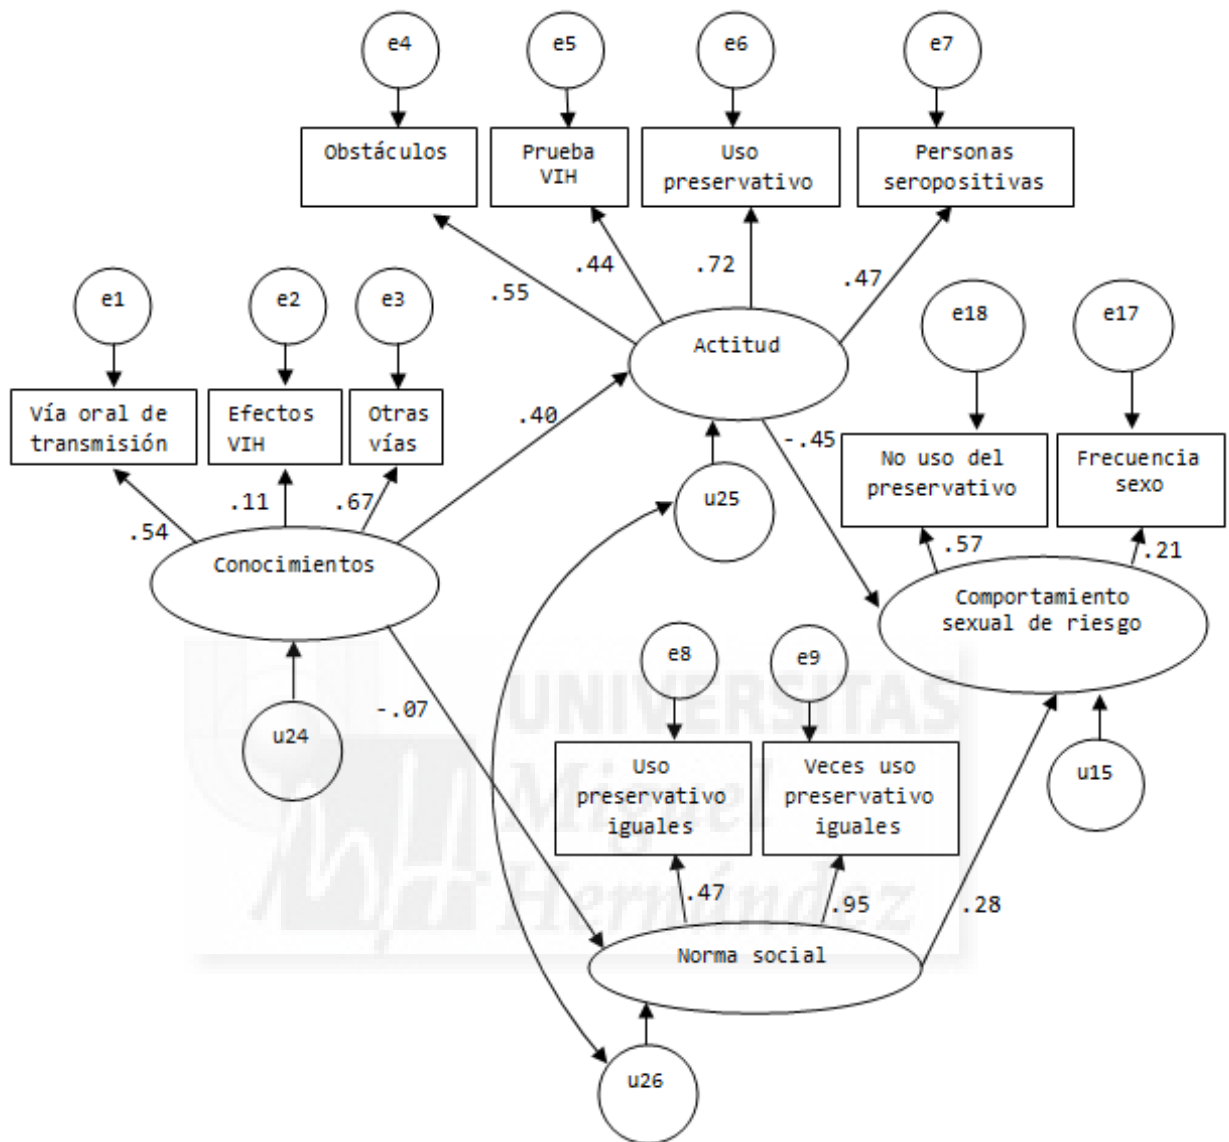 e4
e5
e6
e7
Obstáculos
Prueba
VIH
Uso
preservativo
Personas
seropositivas
.55
.44
.72
.47
e1
e2
e3
e18
e17
Actitud
Vía oral de
transmisión
Efectos
VIH
Otras
vías
.40
-.45
No uso del
preservativo
Frecuencia
sexo
.54
.11
.67
u25
.57
.21
Conocimientos
Comportamiento
sexual de riesgo
e8
e9
-.07
u24
u15
Uso
preservativo
iguales
Veces uso
preservativo
iguales
.47
.95
.28
Norma social
u26
UNIVERSITAS
Miguel
Hernández